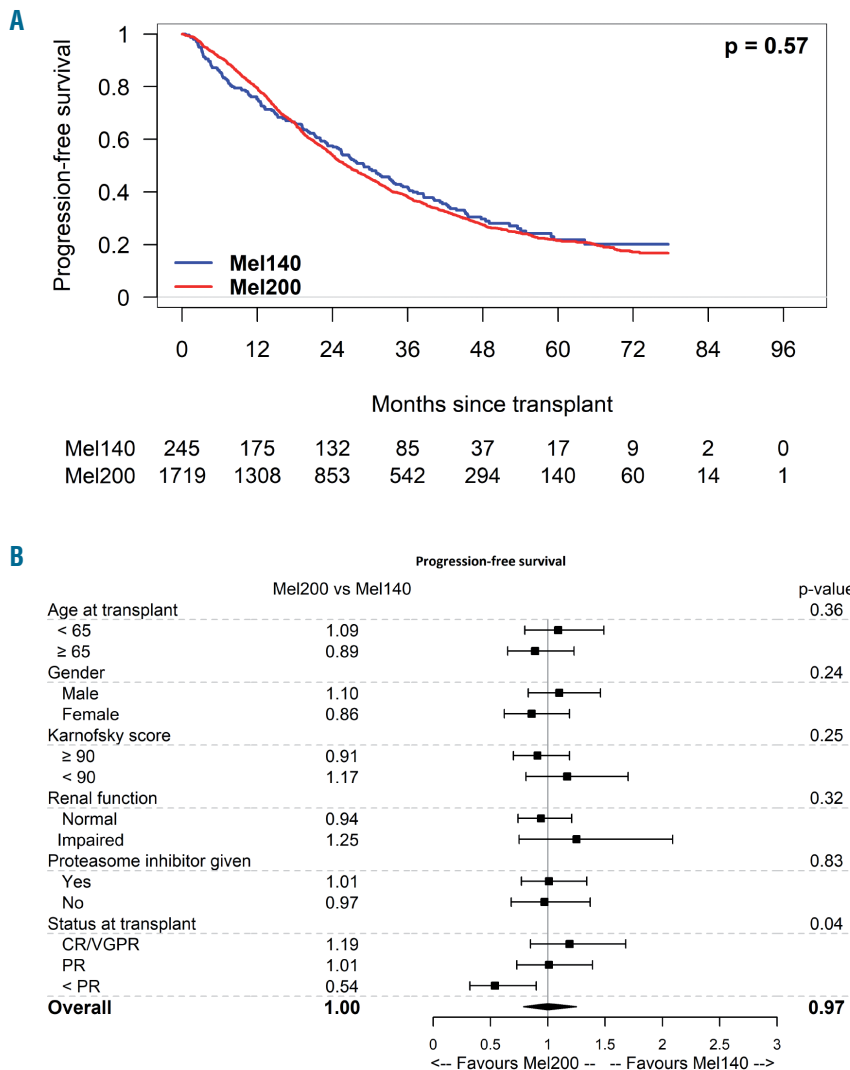 A
p = 0.57
Progression-free survival
1
0.8
0.6
0.4
0.2
0
Mel140
Mel200
0 12 24 36 48 60 72 84 96
Months since transplant
Mel140 245 175 132 85 37 17 9 2 0
Mel200 1719 1308 853 542 294 140 60 14 1
B
Progression-free survival
Mel200 vs Mel140 p-value
Age at transplant 0.36
< 65 1.09
≥ 65 0.89
Gender 0.24
Male 1.10
Female 0.86
Karnofsky score 0.25
≥ 90 0.91
< 90 1.17
Renal function 0.32
Normal 0.94
Impaired 1.25
Proteasome inhibitor given 0.83
Yes 1.01
No 0.97
Status at transplant 0.04
CR/VGPR 1.19
PR 1.01
< PR 0.54
Overall 1.00 0.97
0 0.5 1 1.5 2 2.5 3
<-- Favours Mel200 -- -- Favours Mel140 -->